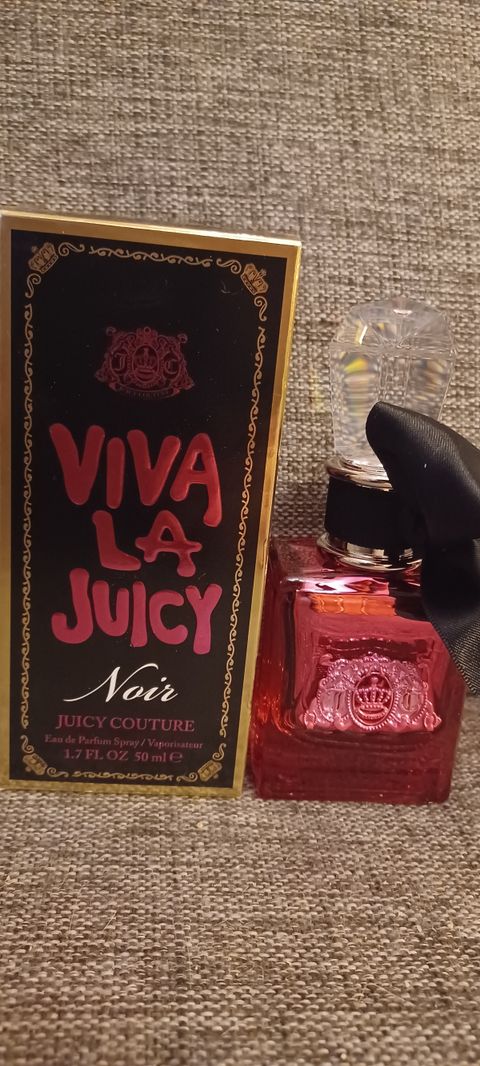 VIVA
LA
JUICY
Noir
JUICY COUTURE
Eau de Parfum Spray / Vaporisateur
1.7 FL OZ 50 ml ℮
J C